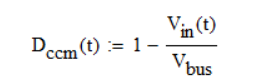 D_ccm(t) := 1 - V_in(t) / V_bus